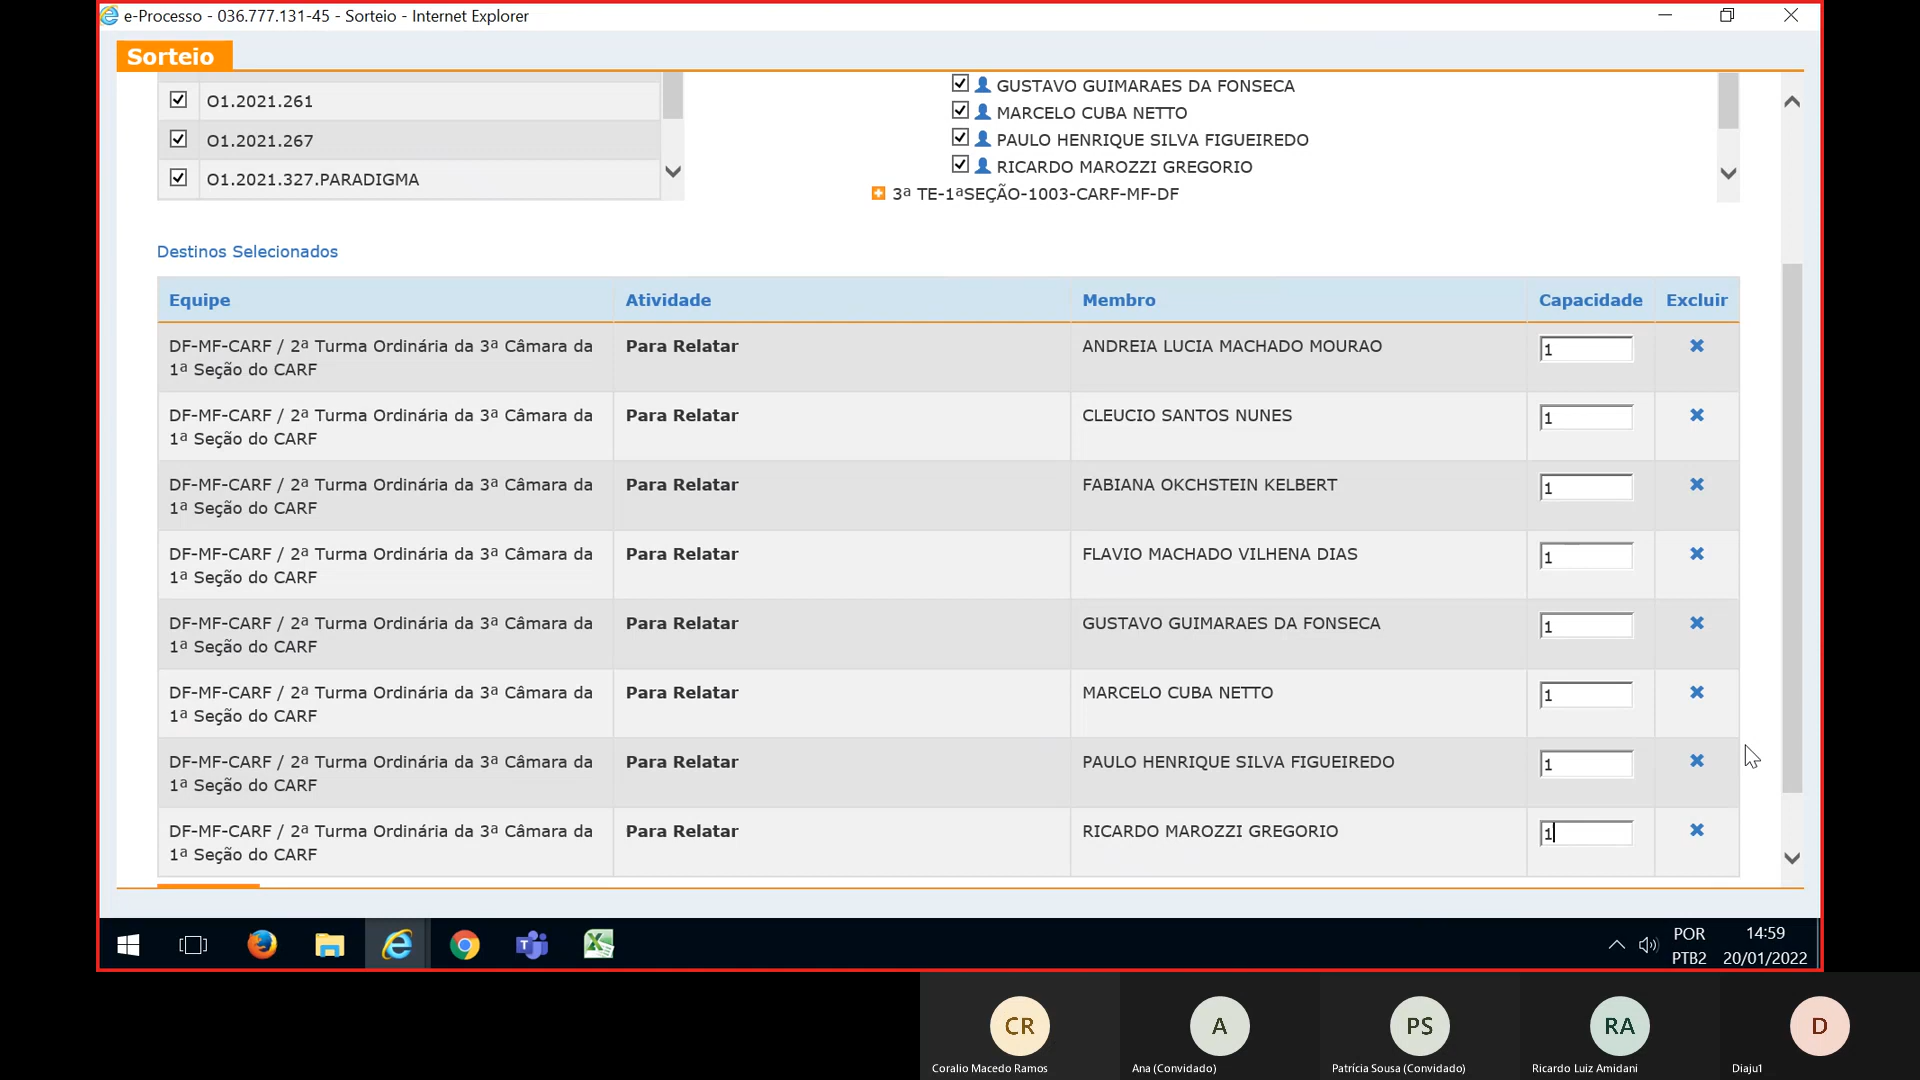 e-Processo - 036.777.131-45 - Sorteio - Internet Explorer
Sorteio
O1.2021.261
O1.2021.267
O1.2021.327.PARADIGMA
GUSTAVO GUIMARAES DA FONSECA
MARCELO CUBA NETTO
PAULO HENRIQUE SILVA FIGUEIREDO
RICARDO MAROZZI GREGORIO
3ª TE-1ªSEÇÃO-1003-CARF-MF-DF
Destinos Selecionados
Equipe Atividade Membro Capacidade Excluir
DF-MF-CARF / 2ª Turma Ordinária da 3ª Câmara da Para Relatar ANDREIA LUCIA MACHADO MOURAO 1
1ª Seção do CARF
DF-MF-CARF / 2ª Turma Ordinária da 3ª Câmara da Para Relatar CLEUCIO SANTOS NUNES 1
1ª Seção do CARF
DF-MF-CARF / 2ª Turma Ordinária da 3ª Câmara da Para Relatar FABIANA OKCHSTEIN KELBERT 1
1ª Seção do CARF
DF-MF-CARF / 2ª Turma Ordinária da 3ª Câmara da Para Relatar FLAVIO MACHADO VILHENA DIAS 1
1ª Seção do CARF
DF-MF-CARF / 2ª Turma Ordinária da 3ª Câmara da Para Relatar GUSTAVO GUIMARAES DA FONSECA 1
1ª Seção do CARF
DF-MF-CARF / 2ª Turma Ordinária da 3ª Câmara da Para Relatar MARCELO CUBA NETTO 1
1ª Seção do CARF
DF-MF-CARF / 2ª Turma Ordinária da 3ª Câmara da Para Relatar PAULO HENRIQUE SILVA FIGUEIREDO 1
1ª Seção do CARF
DF-MF-CARF / 2ª Turma Ordinária da 3ª Câmara da Para Relatar RICARDO MAROZZI GREGORIO 1
1ª Seção do CARF
POR 14:59
PTB2 20/01/2022
CR A PS RA D
Coralio Macedo Ramos Ana (Convidado) Patrícia Sousa (Convidado) Ricardo Luiz Amidani Diaju1